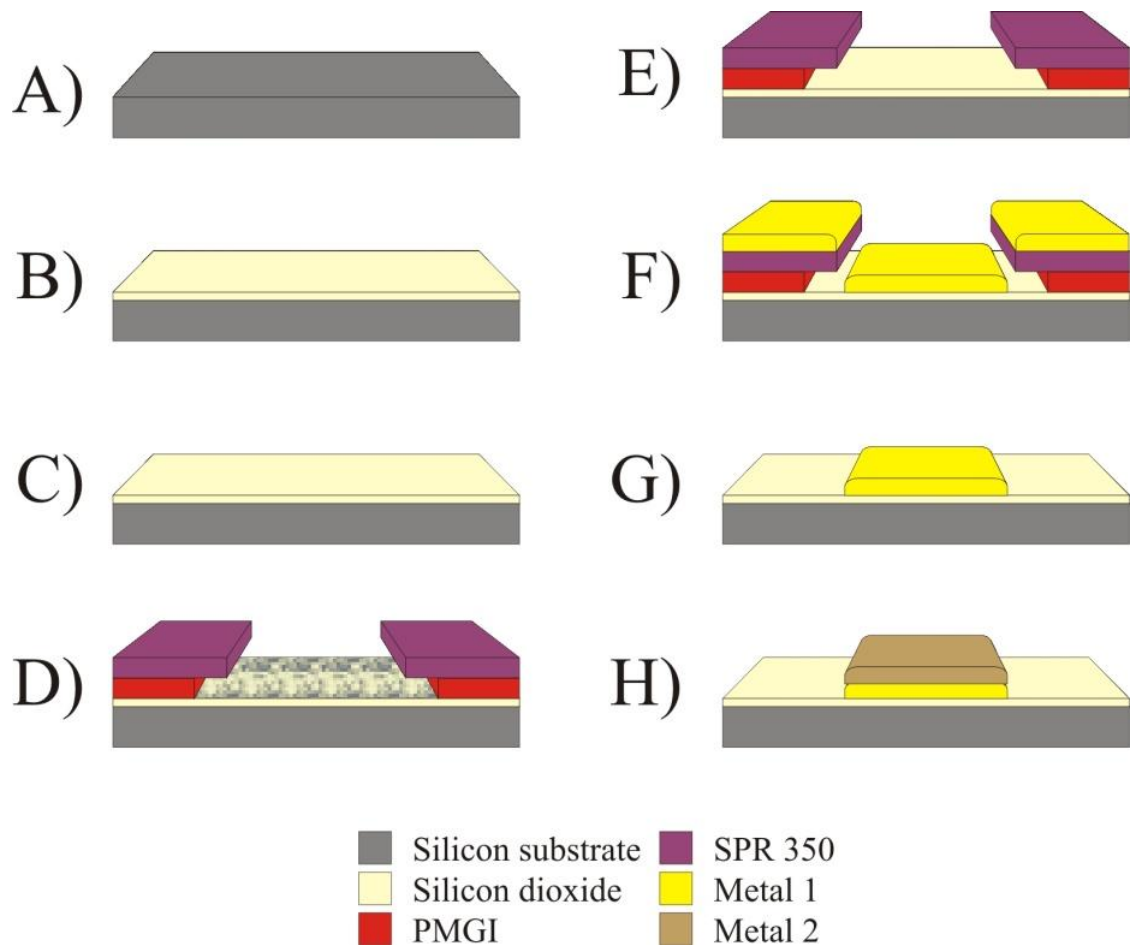 A)
B)
C)
D)
E)
F)
G)
H)
Silicon substrate
Silicon dioxide
PMGI
SPR 350
Metal 1
Metal 2